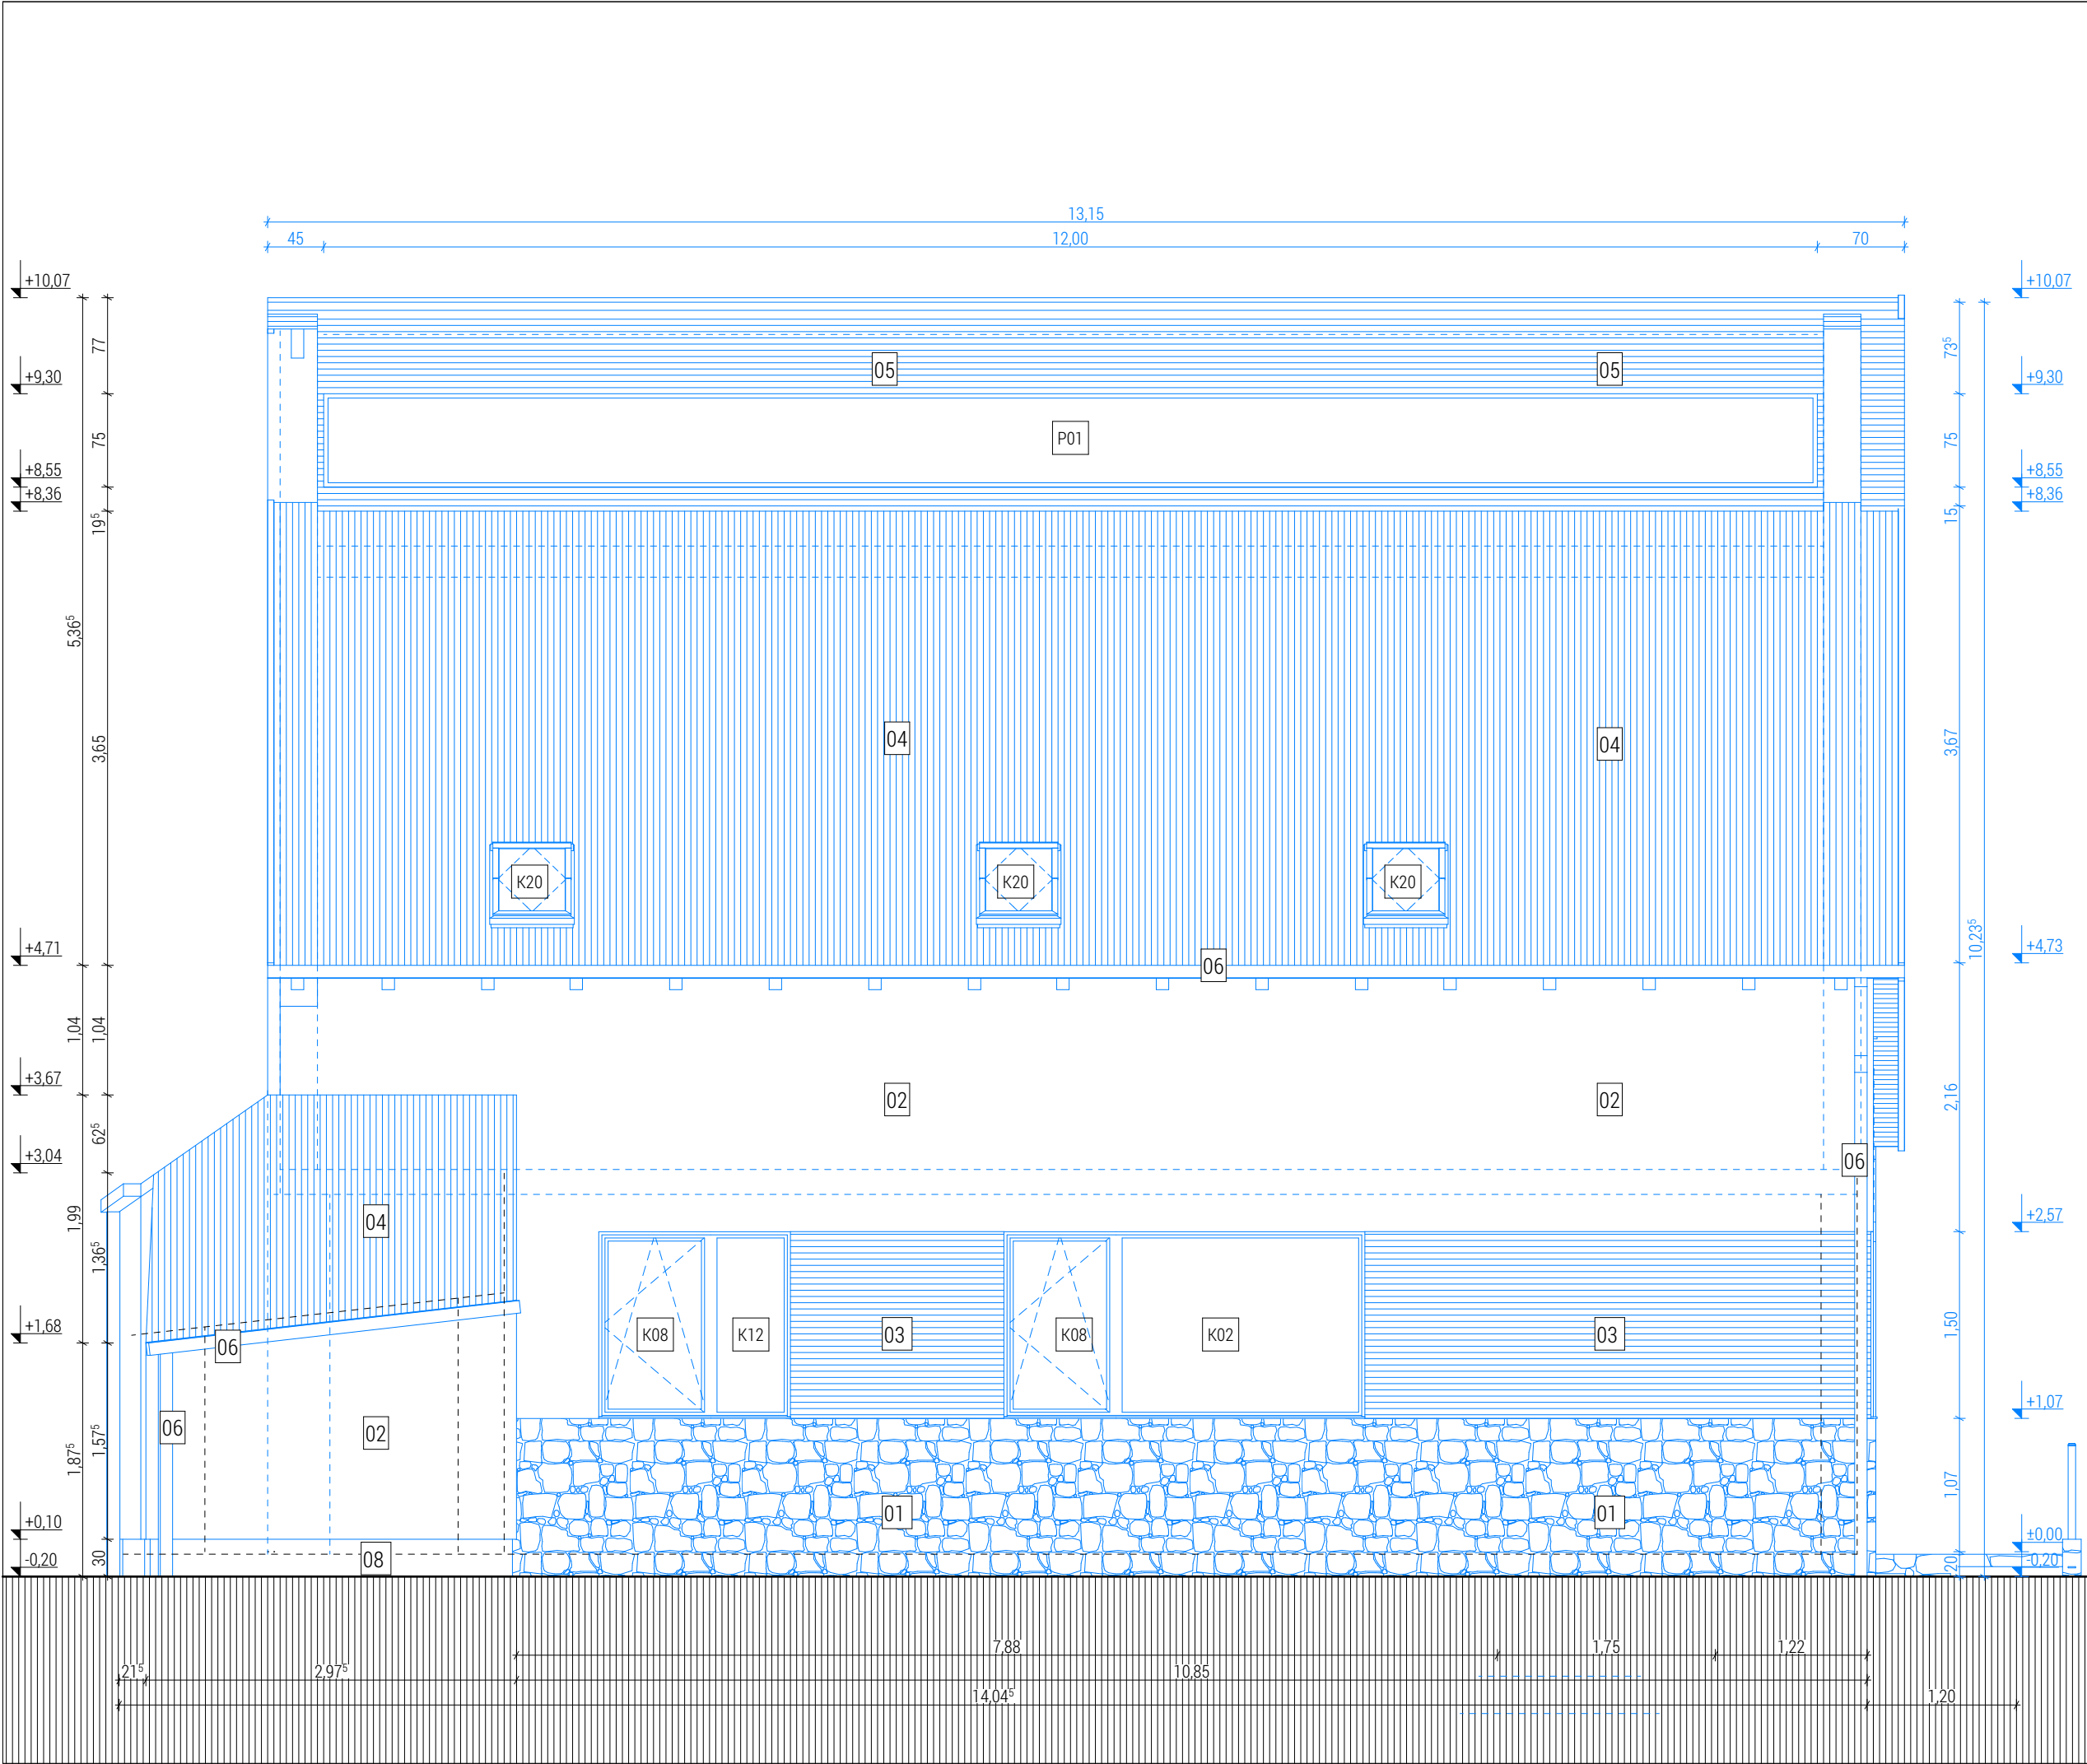 13,15
45 12,00 70
+10,07 +10,07
77 73⁵
+9,30 05 05 +9,30
75 P01 75
+8,55 +8,55
+8,36 +8,36
19⁵ 15
5,36⁵
3,65 04 04 3,67
K20 K20 K20
+4,71 06 10,23⁵ +4,73
1,04 1,04
+3,67 02 02 2,16
62⁵
+3,04 06
1,99 04 +2,57
1,36⁵
+1,68 06 K08 K12 03 K08 K02 03 1,50
+1,07
06 02
1,87⁵ 1,57⁵
01 01 1,07
+0,10 ±0,00
-0,20 30 08 20 -0,20
7,88 1,75 1,22
21⁵ 2,97⁵ 10,85
14,04⁵ 1,20